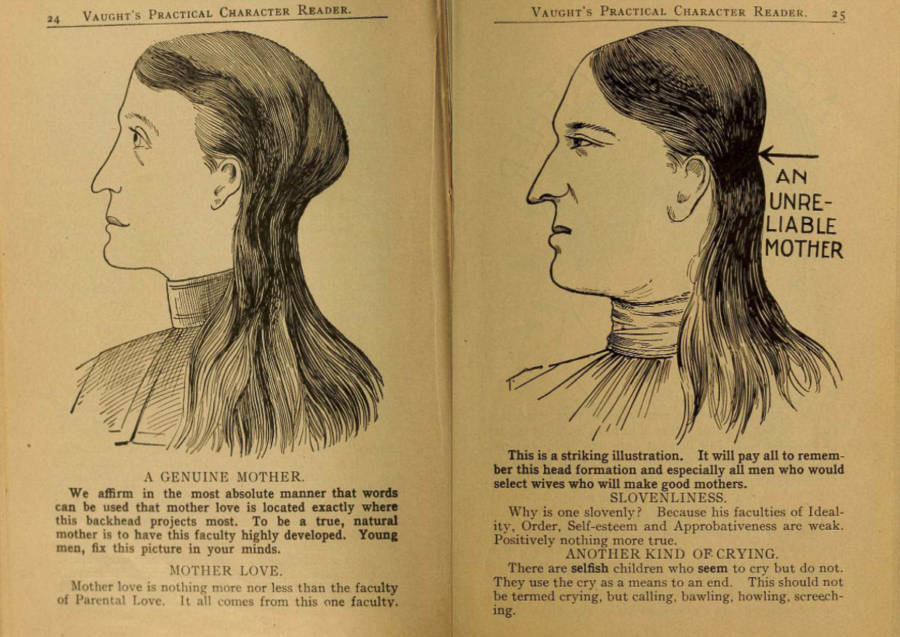 24 VAUGHT'S PRACTICAL CHARACTER READER.
A GENUINE MOTHER.
We affirm in the most absolute manner that words
can be used that mother love is located exactly where
this backhead projects most. To be a true, natural
mother is to have this faculty highly developed. Young
men, fix this picture in your minds.
MOTHER LOVE.
Mother love is nothing more nor less than the faculty
of Parental Love. It all comes from this one faculty.
VAUGHT'S PRACTICAL CHARACTER READER. 25
AN
UNRE-
LIABLE
MOTHER
This is a striking illustration. It will pay all to remem-
ber this head formation and especially all men who would
select wives who will make good mothers.
SLOVENLINESS.
Why is one slovenly? Because his faculties of Ideal-
ity, Order, Self-esteem and Approbativeness are weak.
Positively nothing more true.
ANOTHER KIND OF CRYING.
There are selfish children who seem to cry but do not.
They use the cry as a means to an end. This should not
be termed crying, but calling, bawling, howling, screech-
ing.